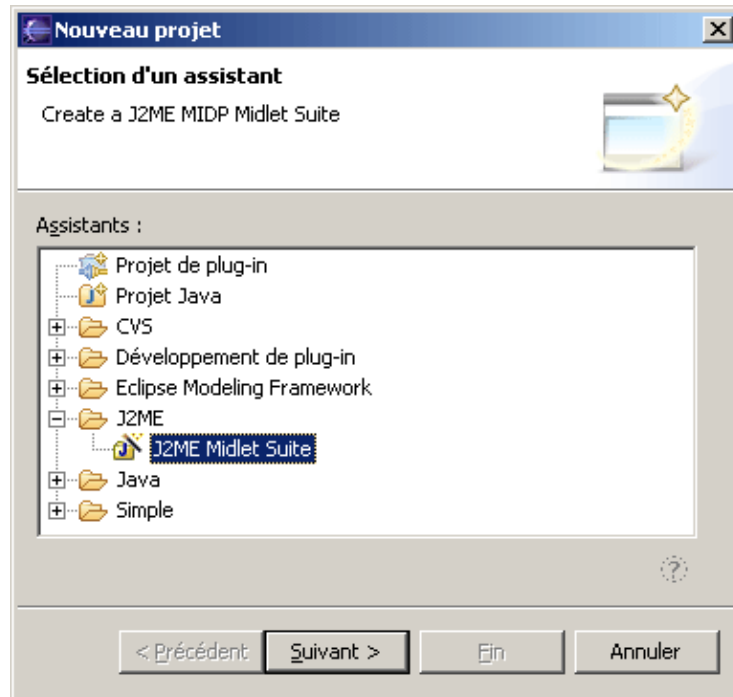 Nouveau projet
Sélection d'un assistant
Create a J2ME MIDP Midlet Suite
Assistants :
Projet de plug-in
Projet Java
CVS
Développement de plug-in
Eclipse Modeling Framework
J2ME
J2ME Midlet Suite
Java
Simple
?
< Précédent Suivant > Fin Annuler